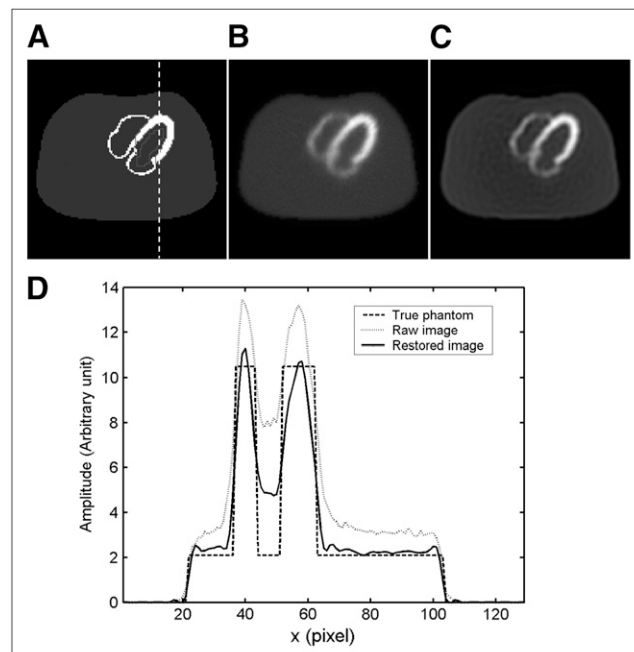 A
B
C
D
14
12
10
8
6
4
2
0
Amplitude (Arbitrary unit)
True phantom
Raw image
Restored image
20 40 60 80 100 120
x (pixel)